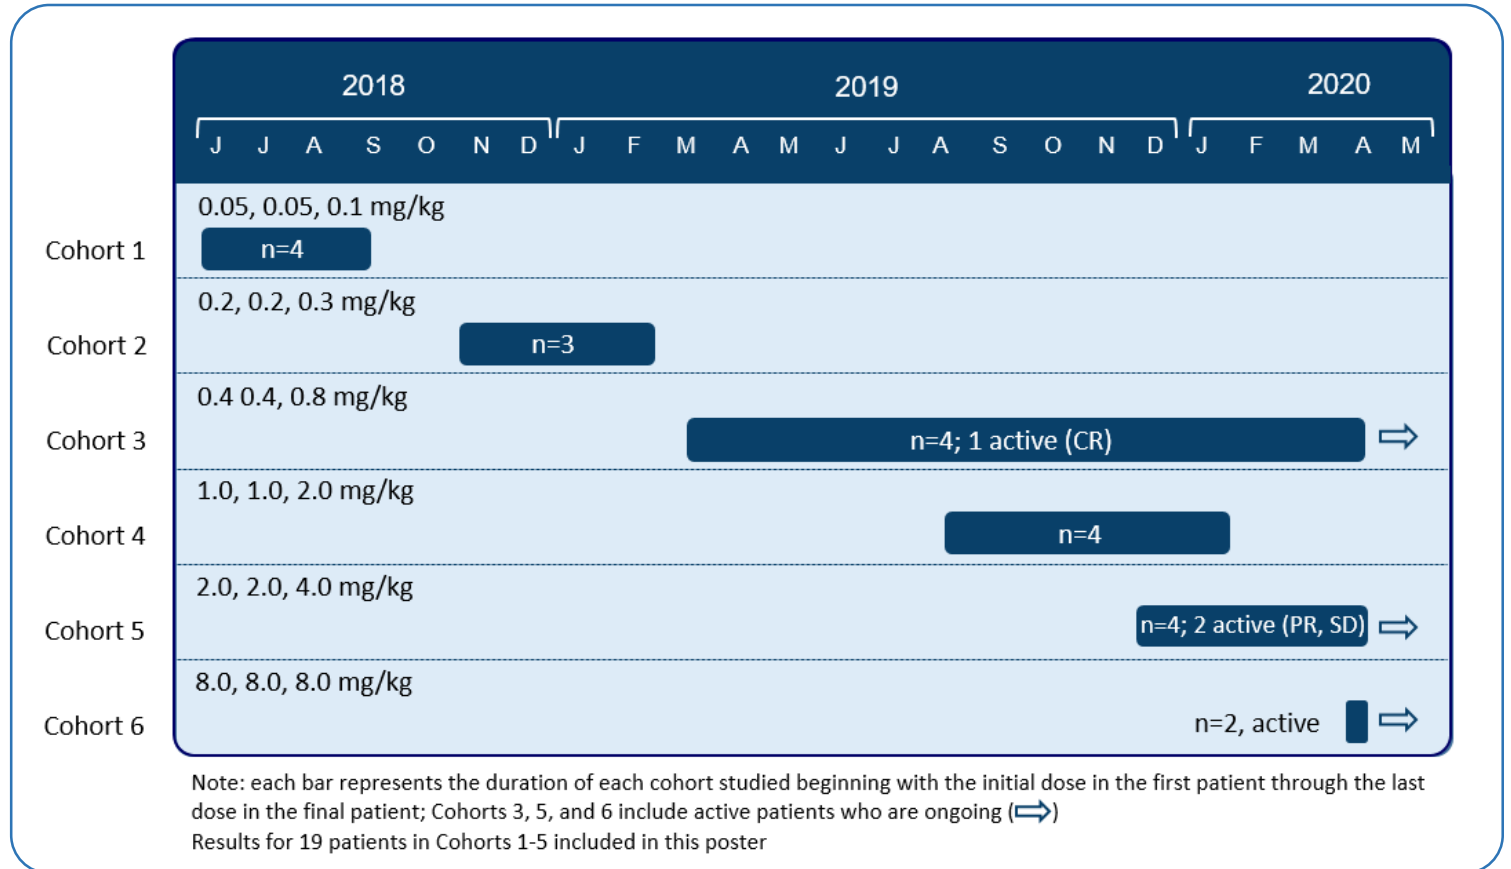 2018 2019 2020
J J A S O N D J F M A M J J A S O N D J F M A M
0.05, 0.05, 0.1 mg/kg
Cohort 1 n=4
0.2, 0.2, 0.3 mg/kg
Cohort 2 n=3
0.4 0.4, 0.8 mg/kg
Cohort 3 n=4; 1 active (CR)
1.0, 1.0, 2.0 mg/kg
Cohort 4 n=4
2.0, 2.0, 4.0 mg/kg
Cohort 5 n=4; 2 active (PR, SD)
8.0, 8.0, 8.0 mg/kg
Cohort 6 n=2, active
Note: each bar represents the duration of each cohort studied beginning with the initial dose in the first patient through the last
dose in the final patient; Cohorts 3, 5, and 6 include active patients who are ongoing (⇨)
Results for 19 patients in Cohorts 1-5 included in this poster